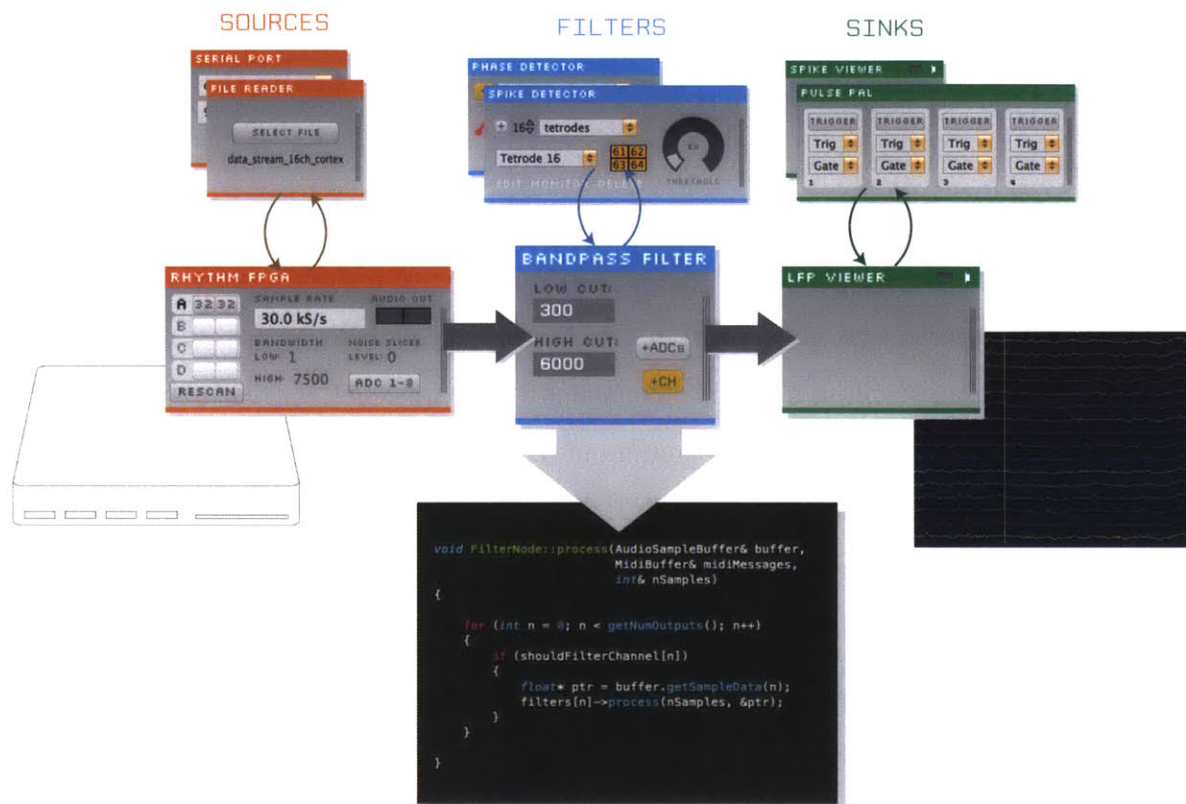 SOURCES
FILTERS
SINKS
SERIAL PORT
FILE READER
SELECT FILE
data_stream_16ch_cortex
PHASE DETECTOR
SPIKE DETECTOR
16 tetrodes
Tetrode 16
61 62
63 64
EDIT MONITOR DELETE
THRESHOLD
SPIKE VIEWER
PULSE PAL
TRIGGER TRIGGER TRIGGER TRIGGER
Trig Trig Trig Trig
Gate Gate Gate Gate
1 2 3 4
RHYTHM FPGA
A 32 32
B
C
D
RESCAN
SAMPLE RATE
30.0 kS/s
BANDWIDTH
LOW: 1
HIGH: 7500
AUDIO OUT
NOISE SLICER
LEVEL: 0
ADC 1-8
BANDPASS FILTER
LOW CUT:
300
HIGH CUT:
6000
+ADCs
+CH
LFP VIEWER
void FilterNode::process(AudioSampleBuffer& buffer,
MidiBuffer& midiMessages,
int& nSamples)
{
for (int n = 0; n < getNumOutputs(); n++)
{
if (shouldFilterChannel[n])
{
float* ptr = buffer.getSampleData(n);
filters[n]->process(nSamples, &ptr);
}
}
}